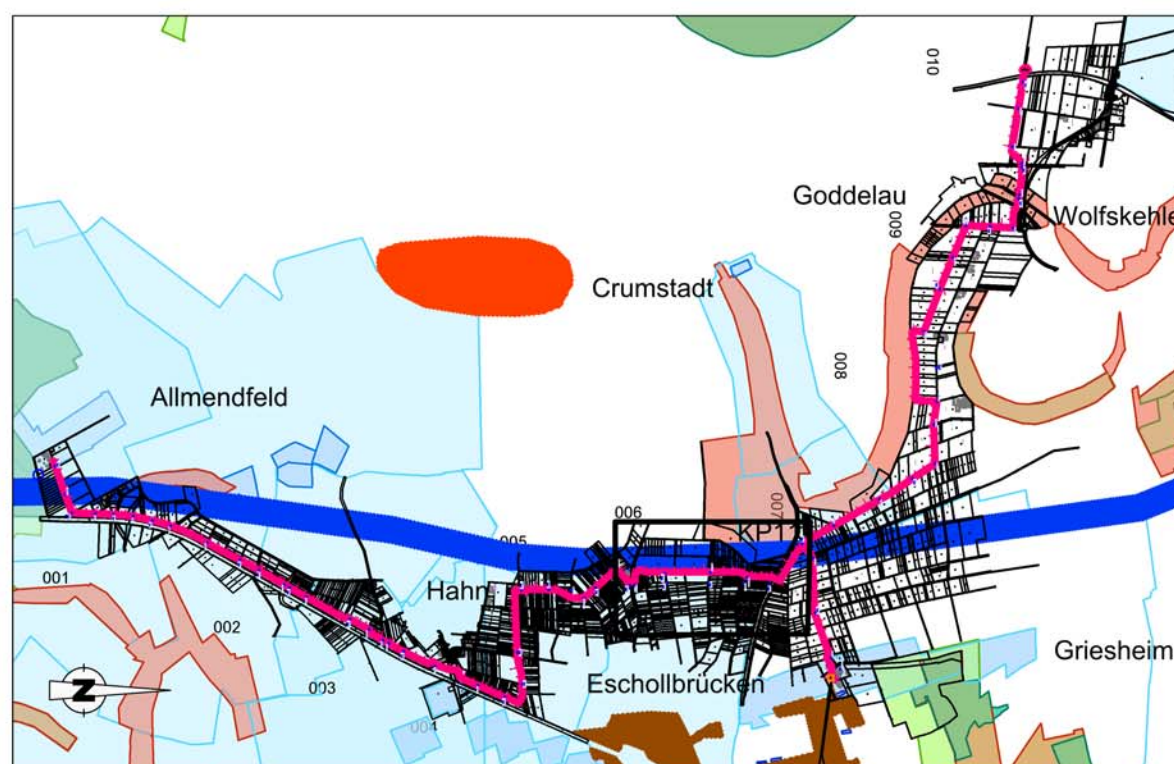 010
Goddelau
009
Wolfskehle
Crumstadt
008
Allmendfeld
007
006
KP11
005
001
Hahn
002
Griesheim
Eschollbrücken
003
004
N